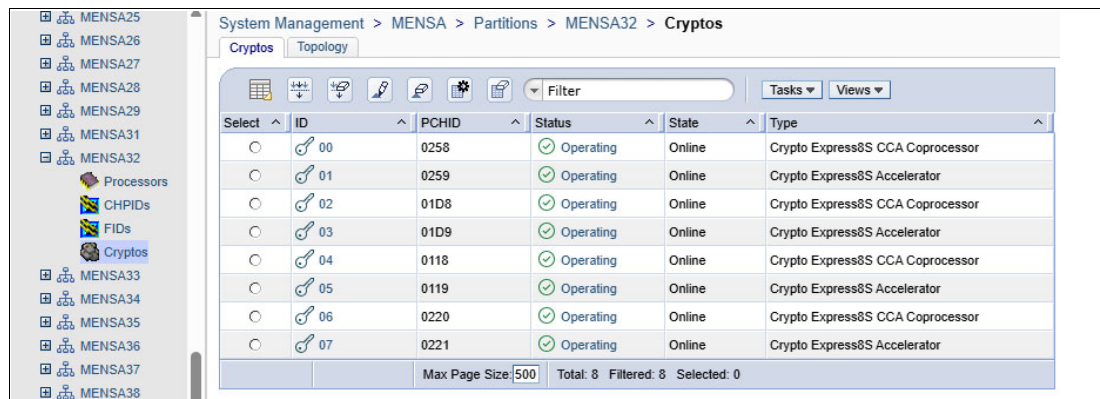 MENSA25
MENSA26
MENSA27
MENSA28
MENSA29
MENSA31
MENSA32
Processors
CHPIDs
FIDs
Cryptos
MENSA33
MENSA34
MENSA35
MENSA36
MENSA37
MENSA38
System Management > MENSA > Partitions > MENSA32 > Cryptos
Cryptos Topology
Filter Tasks Views
Select ID PCHID Status State Type
00 0258 Operating Online Crypto Express8S CCA Coprocessor
01 0259 Operating Online Crypto Express8S Accelerator
02 01D8 Operating Online Crypto Express8S CCA Coprocessor
03 01D9 Operating Online Crypto Express8S Accelerator
04 0118 Operating Online Crypto Express8S CCA Coprocessor
05 0119 Operating Online Crypto Express8S Accelerator
06 0220 Operating Online Crypto Express8S CCA Coprocessor
07 0221 Operating Online Crypto Express8S Accelerator
Max Page Size: 500 Total: 8 Filtered: 8 Selected: 0